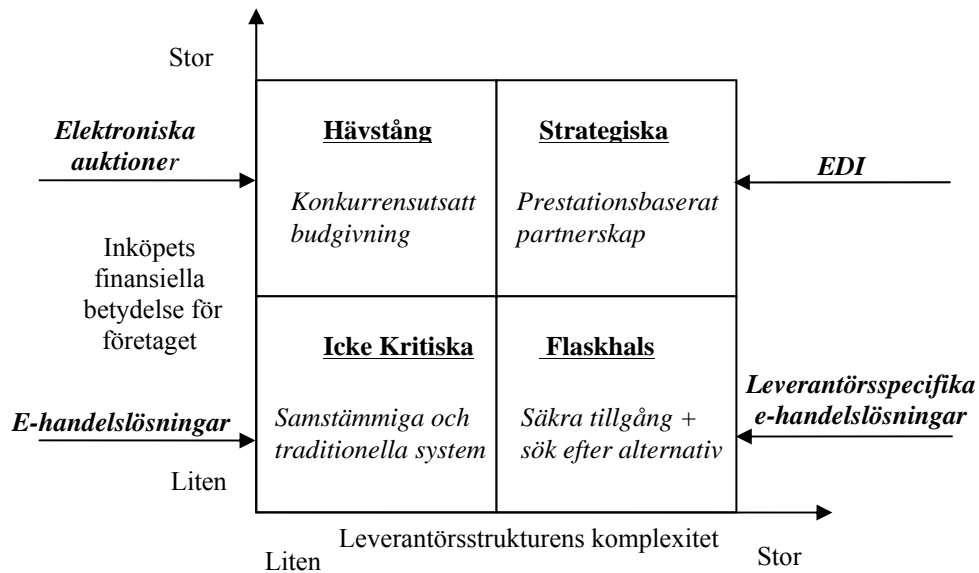 Stor
Elektroniska
auktioner
Hävstång
Konkurrensutsatt
budgivning
Strategiska
Prestationsbaserat
partnerskap
EDI
Inköpets
finansiella
betydelse för
företaget
E-handelslösningar
Icke Kritiska
Samstämmiga och
traditionella system
Flaskhals
Säkra tillgång +
sök efter alternativ
Leverantörsspecifika
e-handelslösningar
Liten
Liten
Leverantörsstrukturens komplexitet
Stor